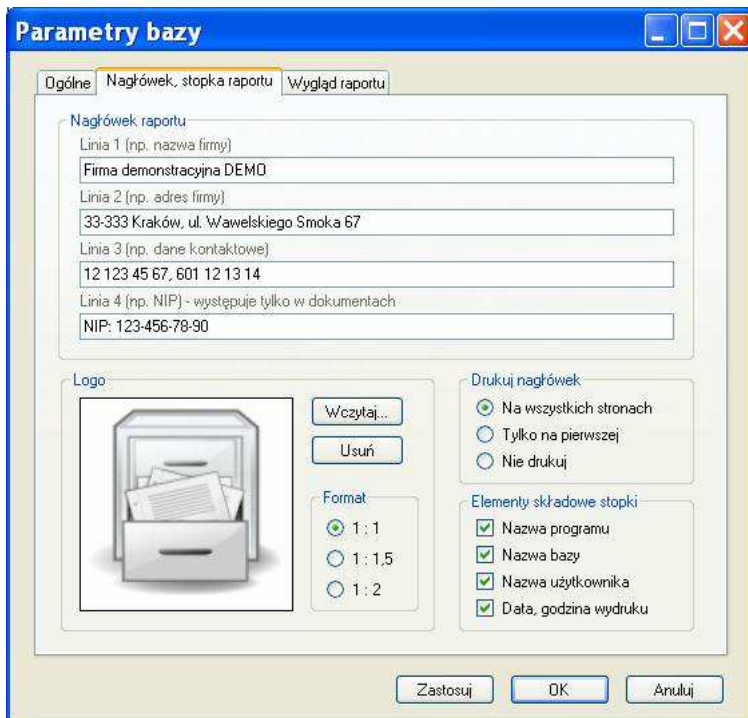 Parametry bazy
Ogólne
Nagłówek, stopka raportu
Wygląd raportu
Nagłówek raportu
Linia 1 (np. nazwa firmy)
Firma demonstracyjna DEMO
Linia 2 (np. adres firmy)
33-333 Kraków, ul. Wawelskiego Smoka 67
Linia 3 (np. dane kontaktowe)
12 123 45 67, 601 12 13 14
Linia 4 (np. NIP) - występuje tylko w dokumentach
NIP: 123-456-78-90
Logo
Wczytaj...
Usuń
Format
1 : 1
1 : 1,5
1 : 2
Drukuj nagłówek
Na wszystkich stronach
Tylko na pierwszej
Nie drukuj
Elementy składowe stopki
Nazwa programu
Nazwa bazy
Nazwa użytkownika
Data, godzina wydruku
Zastosuj
OK
Anuluj